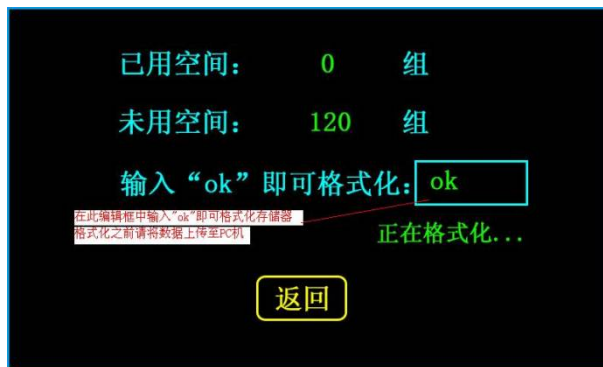 已用空间： 0 组
未用空间： 120 组
输入“ok”即可格式化：ok
在此编辑框中输入"ok"即可格式化存储器
格式化之前请将数据上传至PC机
正在格式化...
返回